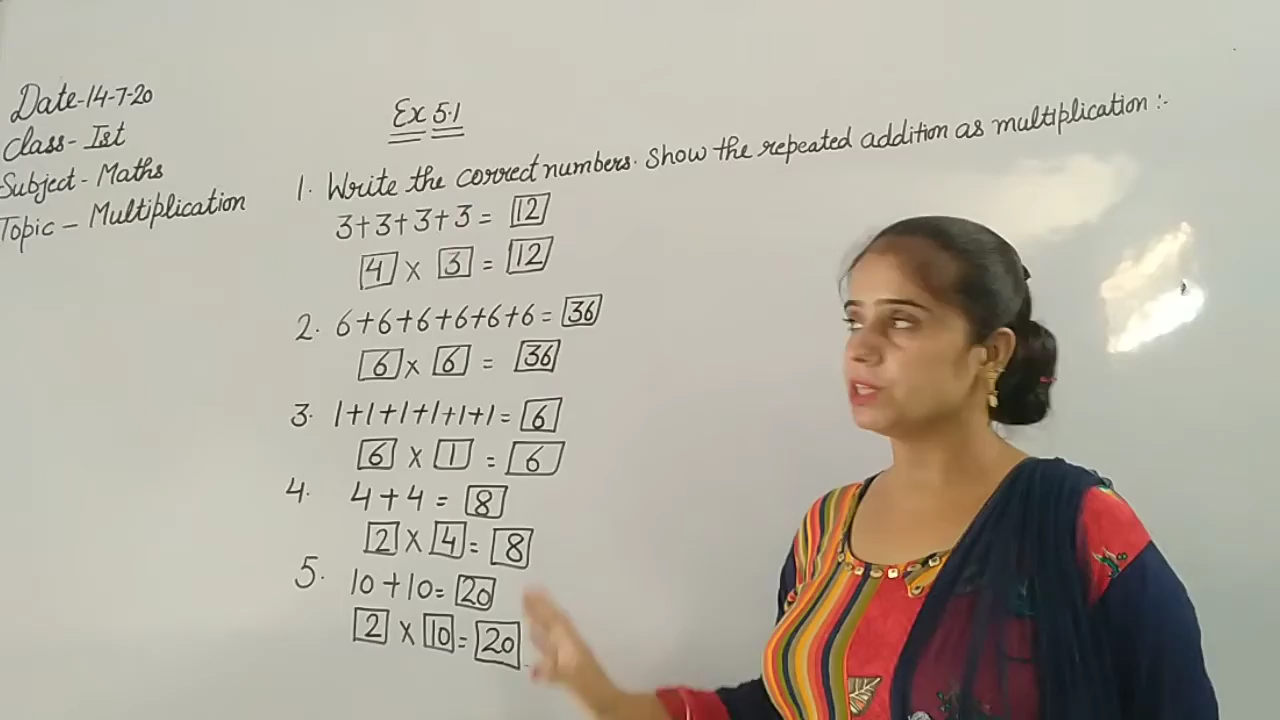 Date-14-7-20
Class-Ist
Subject-Maths
Topic-Multiplication
Ex 5.1
1. Write the correct numbers. Show the repeated addition as multiplication:-
3+3+3+3= 12
4 x 3 = 12
2. 6+6+6+6+6+6= 36
6 x 6 = 36
3. 1+1+1+1+1+1= 6
6 x 1 = 6
4. 4+4= 8
2 x 4 = 8
5. 10+10= 20
2 x 10 = 20